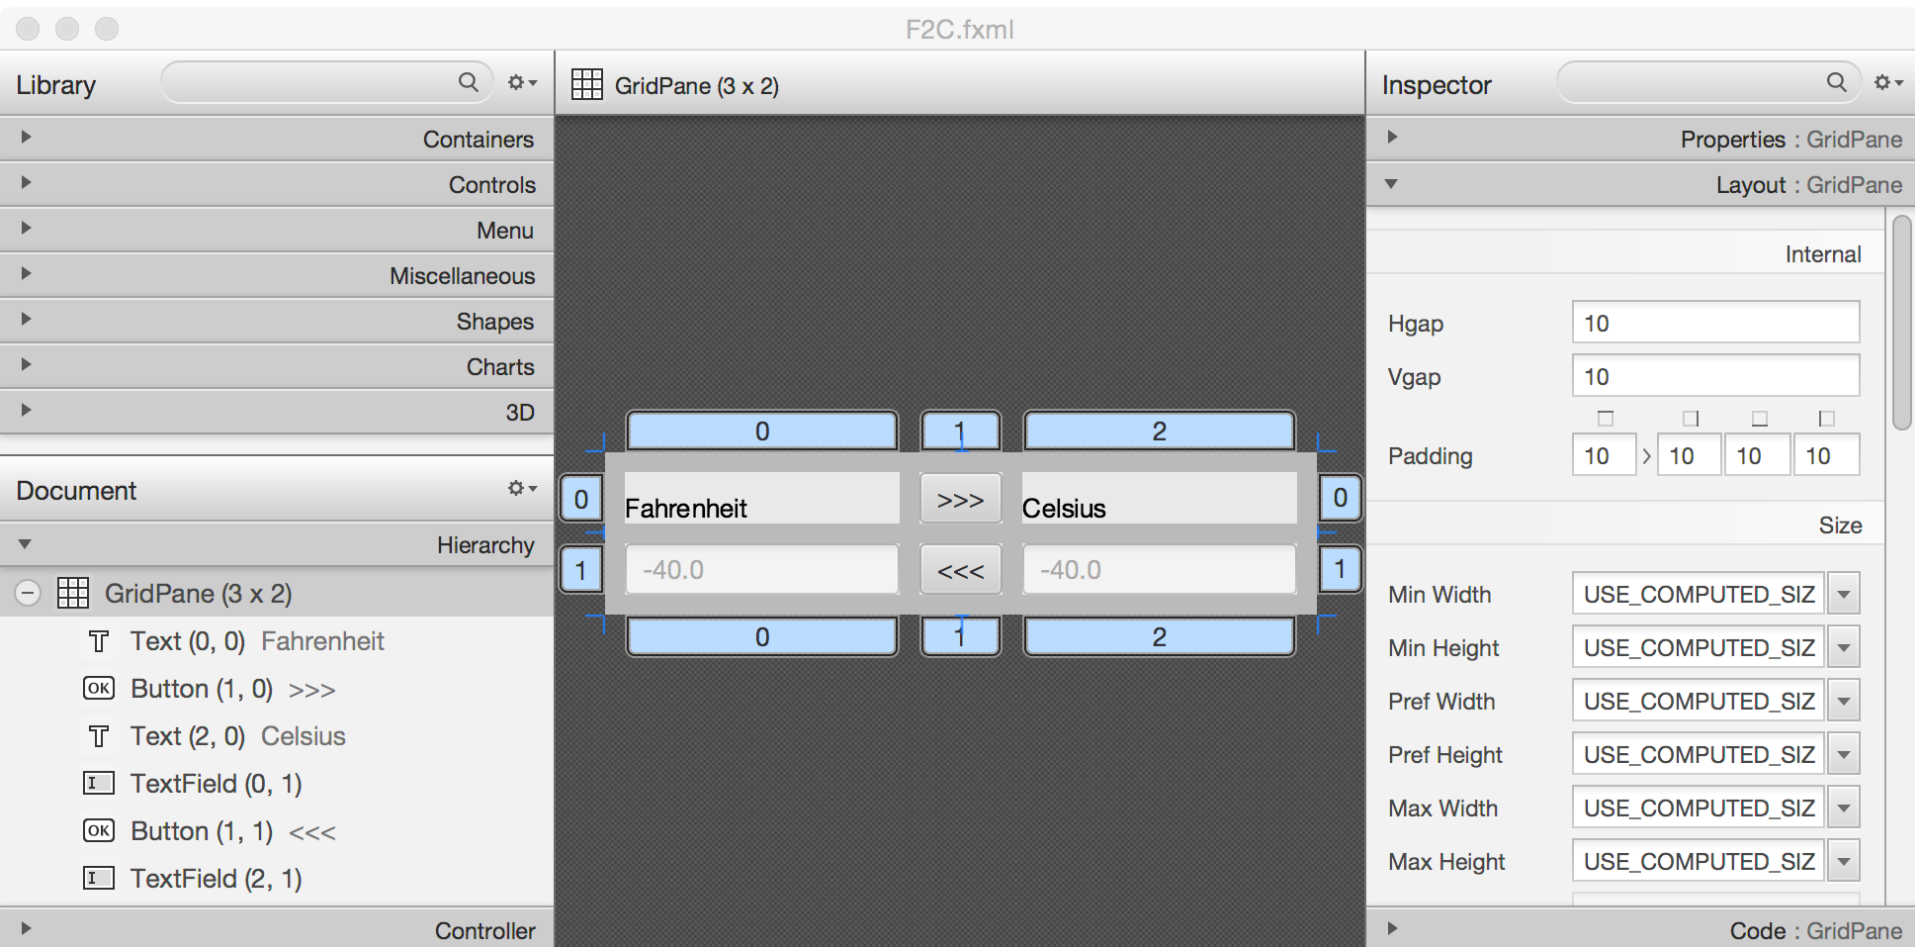 F2C.fxml
Library
Containers
Controls
Menu
Miscellaneous
Shapes
Charts
3D
Document
Hierarchy
GridPane (3 x 2)
Text (0, 0) Fahrenheit
OK Button (1, 0) >>>
Text (2, 0) Celsius
TextField (0, 1)
OK Button (1, 1) <<<
TextField (2, 1)
Controller
GridPane (3 x 2)
0 1 2
0 Fahrenheit >>> Celsius 0
1 -40.0 <<< -40.0 1
0 1 2
Inspector
Properties : GridPane
Layout : GridPane
Internal
Hgap 10
Vgap 10
Padding 10 > 10 10 10
Size
Min Width USE_COMPUTED_SIZ
Min Height USE_COMPUTED_SIZ
Pref Width USE_COMPUTED_SIZ
Pref Height USE_COMPUTED_SIZ
Max Width USE_COMPUTED_SIZ
Max Height USE_COMPUTED_SIZ
Code : GridPane